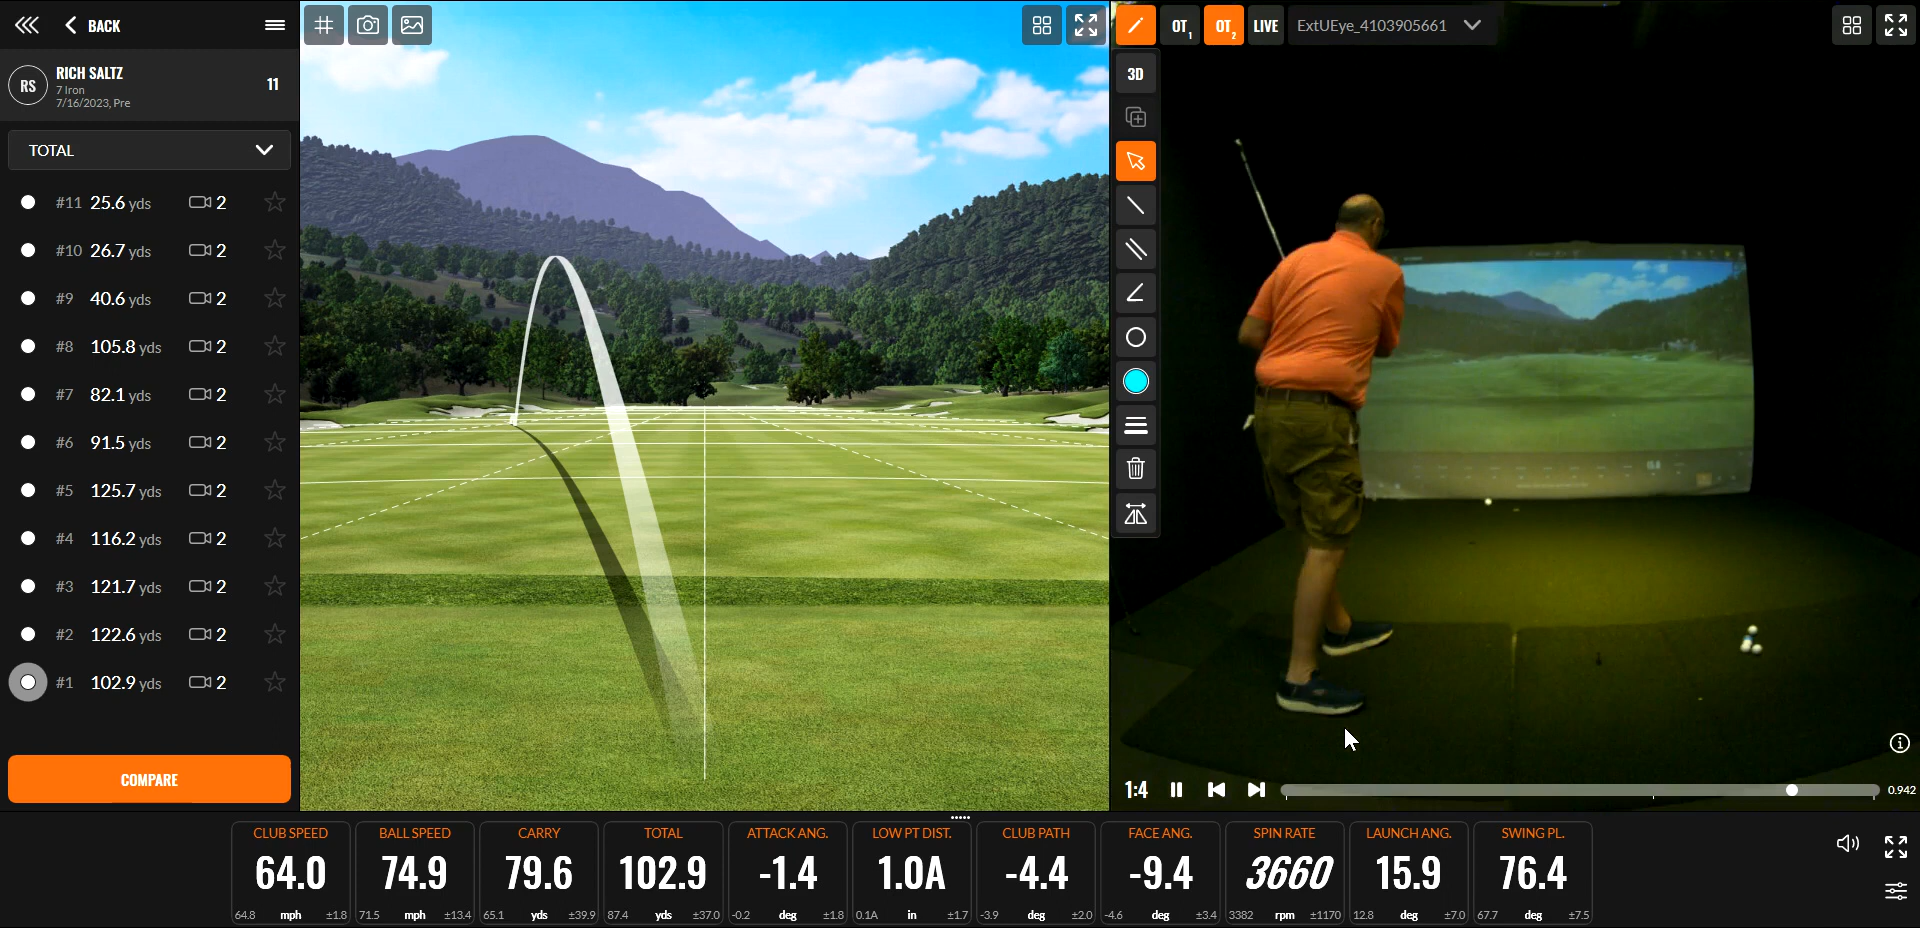 BACK
RICH SALTZ
RS
7 Iron
7/16/2023, Pre
11
TOTAL
#11 25.6 yds 2
#10 26.7 yds 2
#9 40.6 yds 2
#8 105.8 yds 2
#7 82.1 yds 2
#6 91.5 yds 2
#5 125.7 yds 2
#4 116.2 yds 2
#3 121.7 yds 2
#2 122.6 yds 2
#1 102.9 yds 2
COMPARE
OT 1
OT 2
LIVE
ExtUEye_4103905661
3D
1:4
0.942
CLUB SPEED
64.0
64.8 mph ±1.8
BALL SPEED
74.9
71.5 mph ±13.4
CARRY
79.6
65.1 yds ±39.9
TOTAL
102.9
87.4 yds ±37.0
ATTACK ANG.
-1.4
-0.2 deg ±1.8
LOW PT DIST.
1.0A
0.1A in ±1.7
CLUB PATH
-4.4
-3.9 deg ±2.0
FACE ANG.
-9.4
-4.6 deg ±3.4
SPIN RATE
3660
3382 rpm ±1170
LAUNCH ANG.
15.9
12.8 deg ±7.0
SWING PL.
76.4
67.7 deg ±7.5